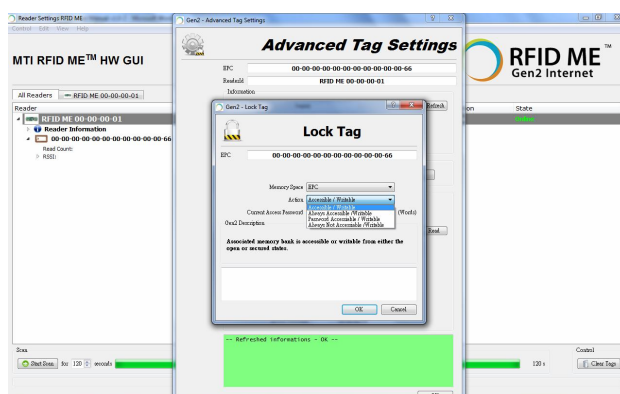 Reader Settings RFID ME
Control Edit View Help
MTI RFID ME™ HW GUI
All Readers
RFID ME 00-00-00-01
Reader
RFID ME 00-00-00-01
Reader Information
00-00-00-00-00-00-00-00-00-00-00-66
Read Count:
RSSI:
Gen2 - Advanced Tag Settings
Advanced Tag Settings
EPC 00-00-00-00-00-00-00-00-00-00-00-66
ReaderId RFID ME 00-00-00-01
Information
Refresh
Gen2 - Lock Tag
Lock Tag
EPC 00-00-00-00-00-00-00-00-00-00-00-66
Memory Space EPC
Action Accessible / Writable
Accessible / Writable
Always Accessible /Writable
Password Accessible / Writable
Always Not Accessible /Writable
Current Access Password (Words)
Gen2 Description
Associated memory bank is accessible or writable from either the
open or secured states.
OK Cancel
Read
-- Refreshed informations - OK --
RFID ME™
Gen2 Internet
State
Online
Scan
Start Scan for 120 seconds
120 s
Control
Clear Tags